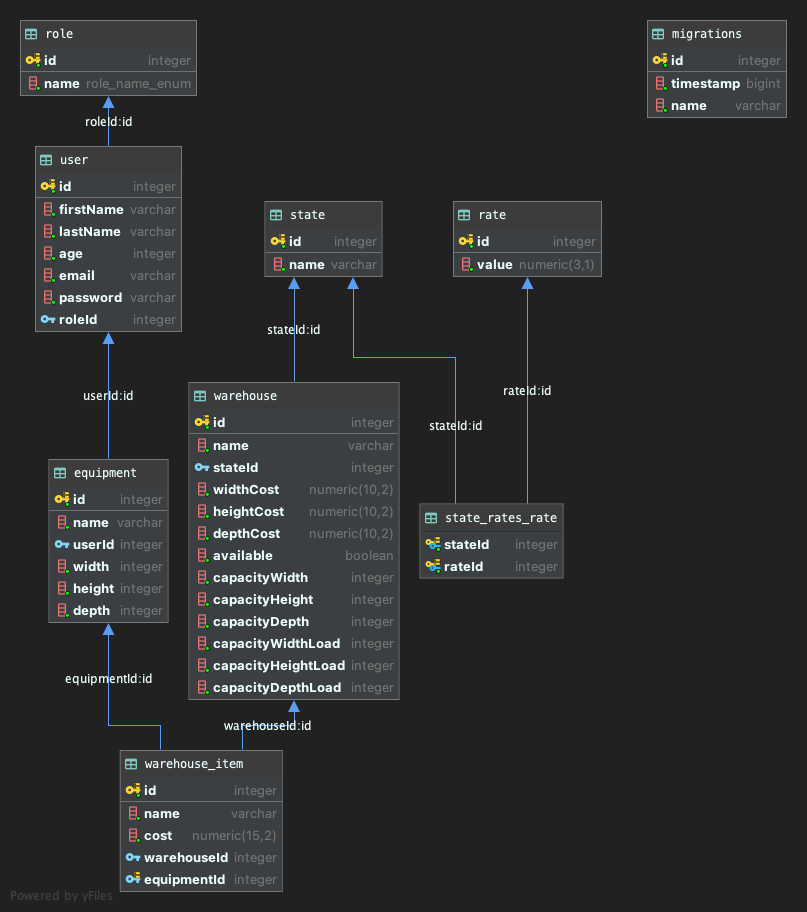 role
id integer
name role_name_enum
roleId:id
user
id integer
firstName varchar
lastName varchar
age integer
email varchar
password varchar
roleId integer
userId:id
equipment
id integer
name varchar
userId integer
width integer
height integer
depth integer
equipmentId:id
state
id integer
name varchar
stateId:id
warehouse
id integer
name varchar
stateId integer
widthCost numeric(10,2)
heightCost numeric(10,2)
depthCost numeric(10,2)
available boolean
capacityWidth integer
capacityHeight integer
capacityDepth integer
capacityWidthLoad integer
capacityHeightLoad integer
capacityDepthLoad integer
warehouseId:id
warehouse_item
id integer
name varchar
cost numeric(15,2)
warehouseId integer
equipmentId integer
rate
id integer
value numeric(3,1)
rateId:id
stateId:id
state_rates_rate
stateId integer
rateId integer
migrations
id integer
timestamp bigint
name varchar
Powered by yFiles